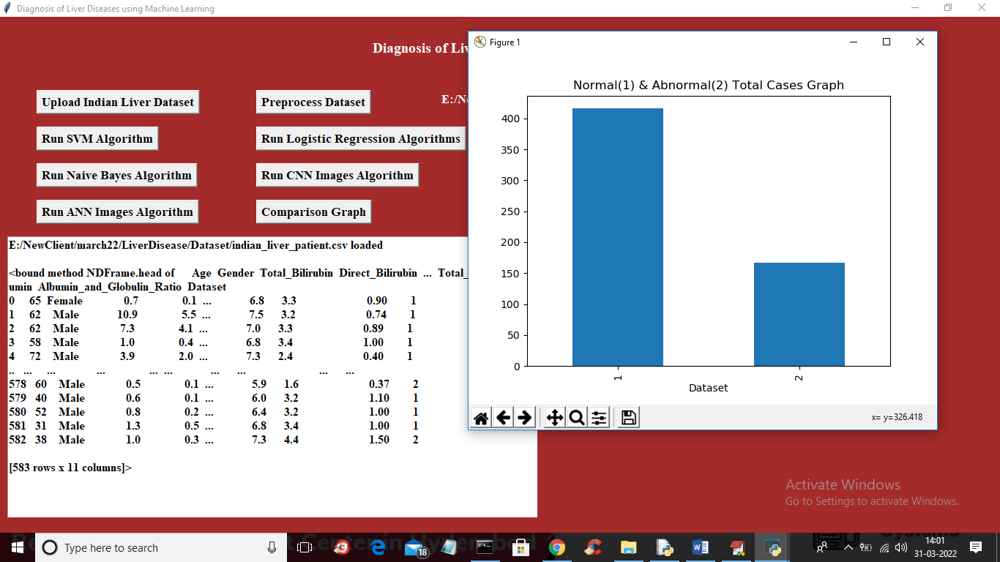 Diagnosis of Liver Diseases using Machine Learning
Diagnosis of Liv
Upload Indian Liver Dataset
Preprocess Dataset
E:/Ne
Run SVM Algorithm
Run Logistic Regression Algorithms
Run Naive Bayes Algorithm
Run CNN Images Algorithm
Run ANN Images Algorithm
Comparison Graph
E:/NewClient/march22/LiverDisease/Dataset/indian_liver_patient.csv loaded
<bound method NDFrame.head of Age Gender Total_Bilirubin Direct_Bilirubin ... Total_
umin Albumin_and_Globulin_Ratio Dataset
0 65 Female 0.7 0.1 ... 6.8 3.3 0.90 1
1 62 Male 10.9 5.5 ... 7.5 3.2 0.74 1
2 62 Male 7.3 4.1 ... 7.0 3.3 0.89 1
3 58 Male 1.0 0.4 ... 6.8 3.4 1.00 1
4 72 Male 3.9 2.0 ... 7.3 2.4 0.40 1
.. ... ... ... ... ... ... ... ... ...
578 60 Male 0.5 0.1 ... 5.9 1.6 0.37 2
579 40 Male 0.6 0.1 ... 6.0 3.2 1.10 1
580 52 Male 0.8 0.2 ... 6.4 3.2 1.00 1
581 31 Male 1.3 0.5 ... 6.8 3.4 1.00 1
582 38 Male 1.0 0.3 ... 7.3 4.4 1.50 2
[583 rows x 11 columns]>
Figure 1
Normal(1) & Abnormal(2) Total Cases Graph
400
350
300
250
200
150
100
50
0
1
2
Dataset
x= y=326.418
Activate Windows
Go to Settings to activate Windows.
Type here to search
18
14:01
31-03-2022